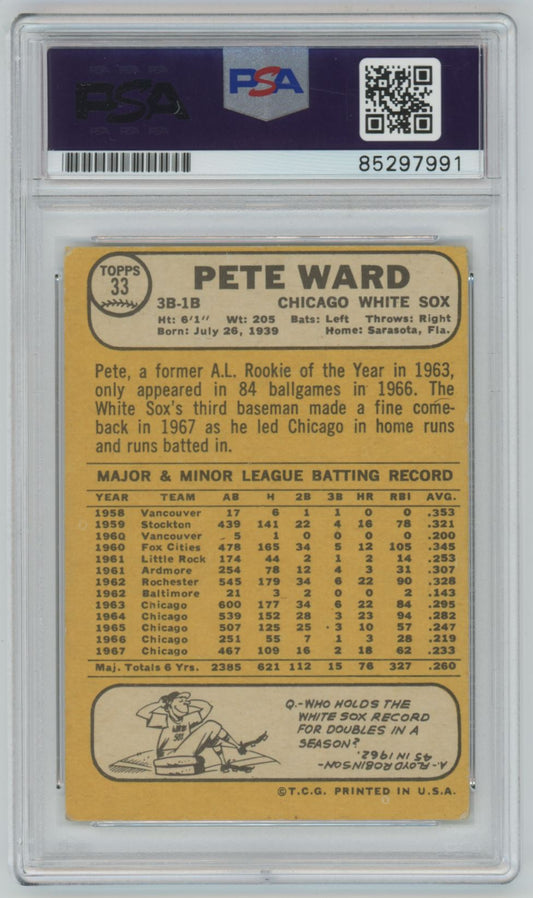 PSA
PSA
85297991
TOPPS
33
PETE WARD
3B-1B CHICAGO WHITE SOX
Ht: 6'1" Wt: 205 Bats: Left Throws: Right
Born: July 26, 1939 Home: Sarasota, Fla.
Pete, a former A.L. Rookie of the Year in 1963,
only appeared in 84 ballgames in 1966. The
White Sox's third baseman made a fine come-
back in 1967 as he led Chicago in home runs
and runs batted in.
MAJOR & MINOR LEAGUE BATTING RECORD
YEAR TEAM AB H 2B 3B HR RBI AVG.
1958 Vancouver 17 6 1 1 0 0 .353
1959 Stockton 439 141 22 4 16 78 .321
1960 Vancouver 5 1 0 0 0 0 .200
1960 Fox Cities 478 165 34 5 12 105 .345
1961 Little Rock 174 44 2 1 2 14 .253
1961 Ardmore 254 78 12 4 3 31 .307
1962 Rochester 545 179 34 6 22 90 .328
1962 Baltimore 21 3 2 0 0 2 .143
1963 Chicago 600 177 34 6 22 84 .295
1964 Chicago 539 152 28 3 23 94 .282
1965 Chicago 507 125 25 3 10 57 .247
1966 Chicago 251 55 7 1 3 28 .219
1967 Chicago 467 109 16 2 18 62 .233
Maj. Totals 6 Yrs. 2385 621 112 15 76 327 .260
WHITE
SOX
Q.-WHO HOLDS THE
WHITE SOX RECORD
FOR DOUBLES IN A
SEASON?
A.-FLOYD ROBINSON-
45 IN 1962.
©T.C.G. PRINTED IN U.S.A.